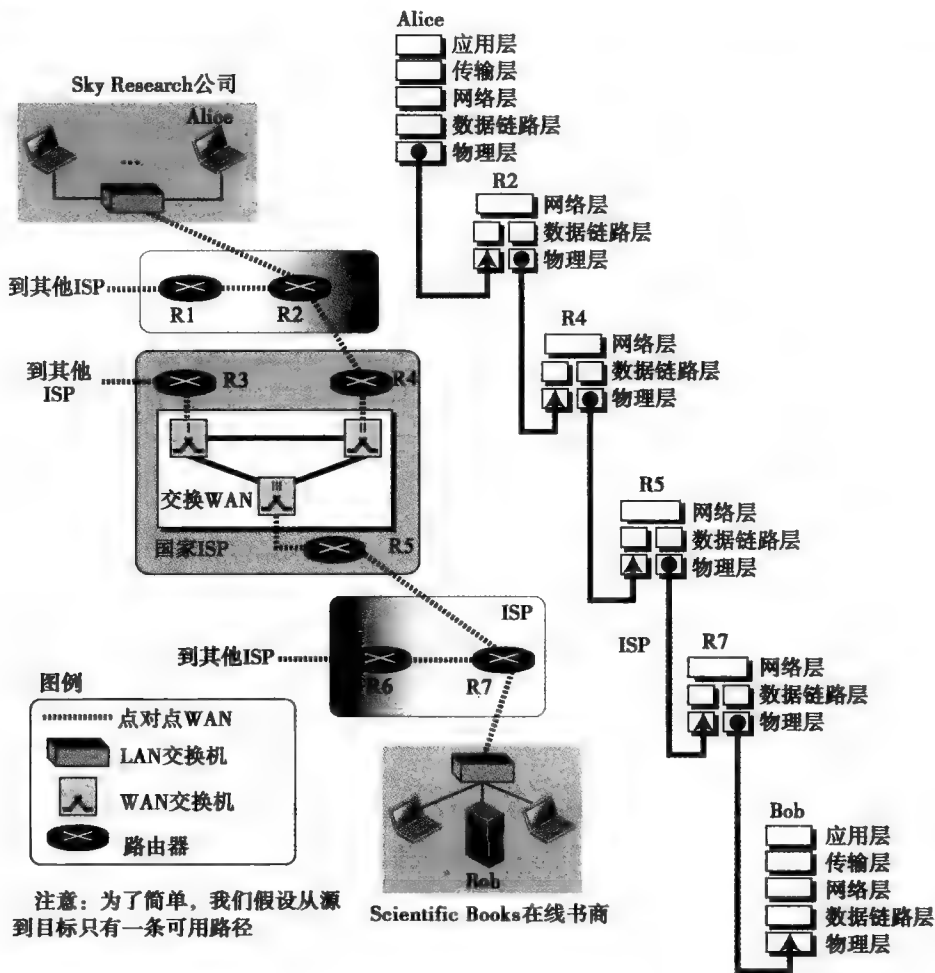 Sky Research公司
Alice
...
到其他ISP
R1
R2
到其他
ISP
R3
R4
交换WAN
国家ISP
R5
ISP
到其他ISP
R6
R7
图例
点对点WAN
LAN交换机
WAN交换机
路由器
注意：为了简单，我们假设从源
到目标只有一条可用路径
Bob
Scientific Books在线书商
Alice
应用层
传输层
网络层
数据链路层
物理层
R2
网络层
数据链路层
物理层
R4
网络层
数据链路层
物理层
R5
网络层
数据链路层
物理层
ISP
R7
网络层
数据链路层
物理层
Bob
应用层
传输层
网络层
数据链路层
物理层